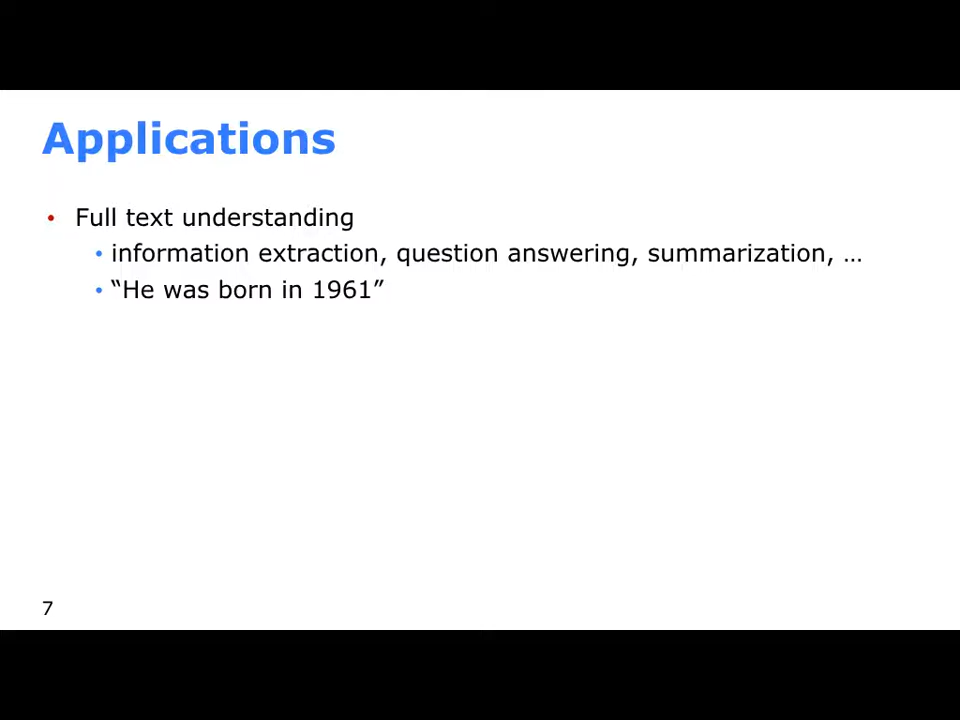 Applications
• Full text understanding
• information extraction, question answering, summarization, …
• “He was born in 1961”
7